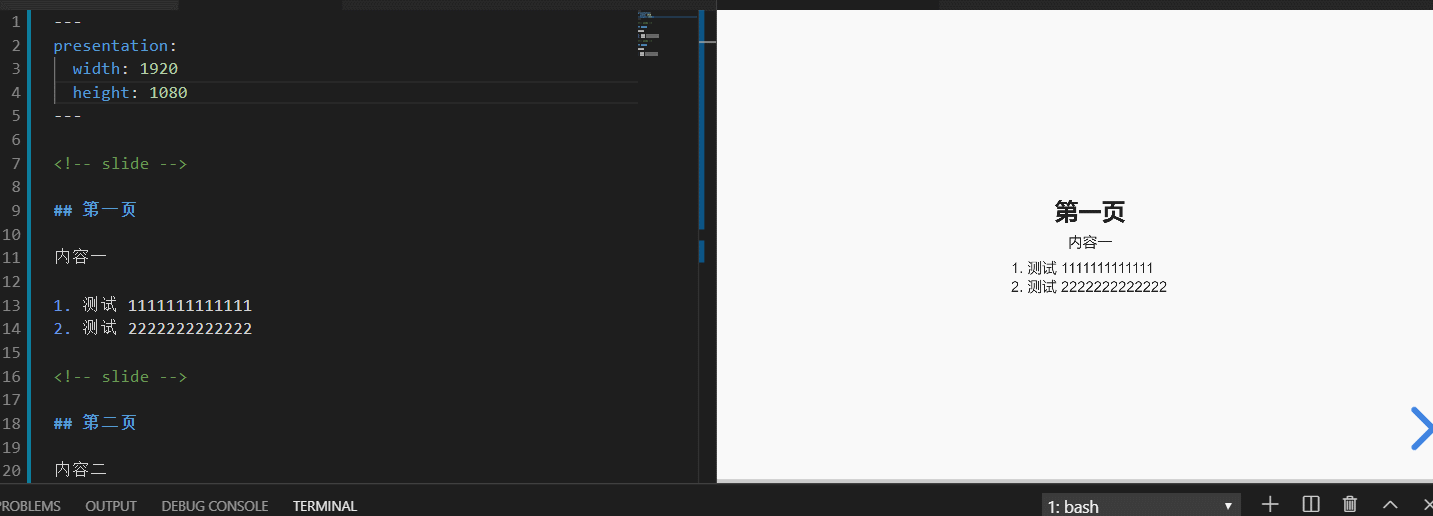 1 ---
2 presentation:
3 width: 1920
4 height: 1080
5 ---
6
7 <!-- slide -->
8
9 ## 第一页
10
11 内容一
12
13 1. 测试 1111111111111
14 2. 测试 2222222222222
15
16 <!-- slide -->
17
18 ## 第二页
19
20 内容二
第一页
内容一
1. 测试 1111111111111
2. 测试 2222222222222
PROBLEMS OUTPUT DEBUG CONSOLE TERMINAL 1: bash